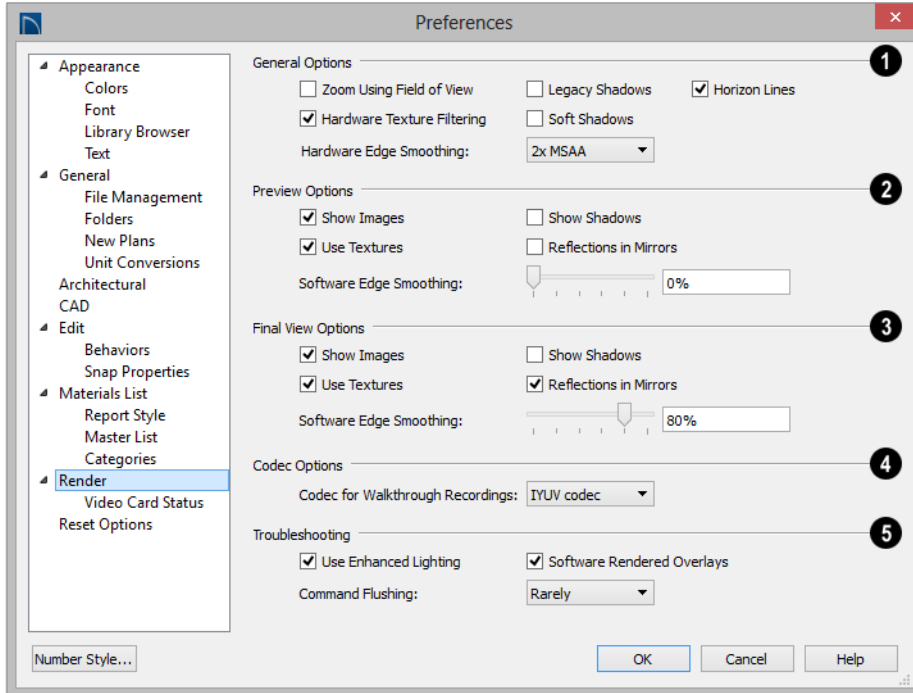 Preferences
Appearance
Colors
Font
Library Browser
Text
General
File Management
Folders
New Plans
Unit Conversions
Architectural
CAD
Edit
Behaviors
Snap Properties
Materials List
Report Style
Master List
Categories
Render
Video Card Status
Reset Options
General Options 1
Zoom Using Field of View Legacy Shadows Horizon Lines
Hardware Texture Filtering Soft Shadows
Hardware Edge Smoothing: 2x MSAA
Preview Options 2
Show Images Show Shadows
Use Textures Reflections in Mirrors
Software Edge Smoothing: 0%
Final View Options 3
Show Images Show Shadows
Use Textures Reflections in Mirrors
Software Edge Smoothing: 80%
Codec Options 4
Codec for Walkthrough Recordings: IYUV codec
Troubleshooting 5
Use Enhanced Lighting Software Rendered Overlays
Command Flushing: Rarely
Number Style... OK Cancel Help